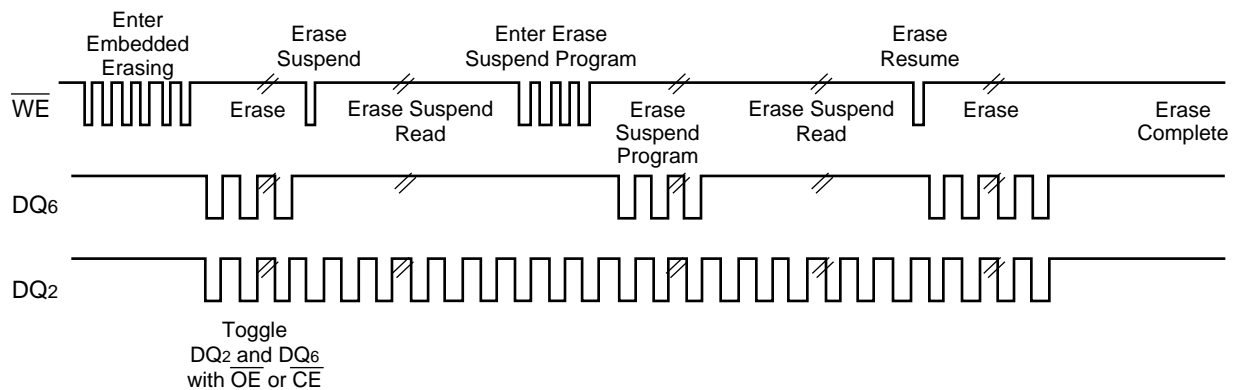 Enter
Embedded
Erasing
Erase
Suspend
Enter Erase
Suspend Program
Erase
Resume
WE
Erase
Erase Suspend
Read
Erase
Suspend
Program
Erase Suspend
Read
Erase
Erase
Complete
DQ6
DQ2
Toggle
DQ2 and DQ6
with OE or CE